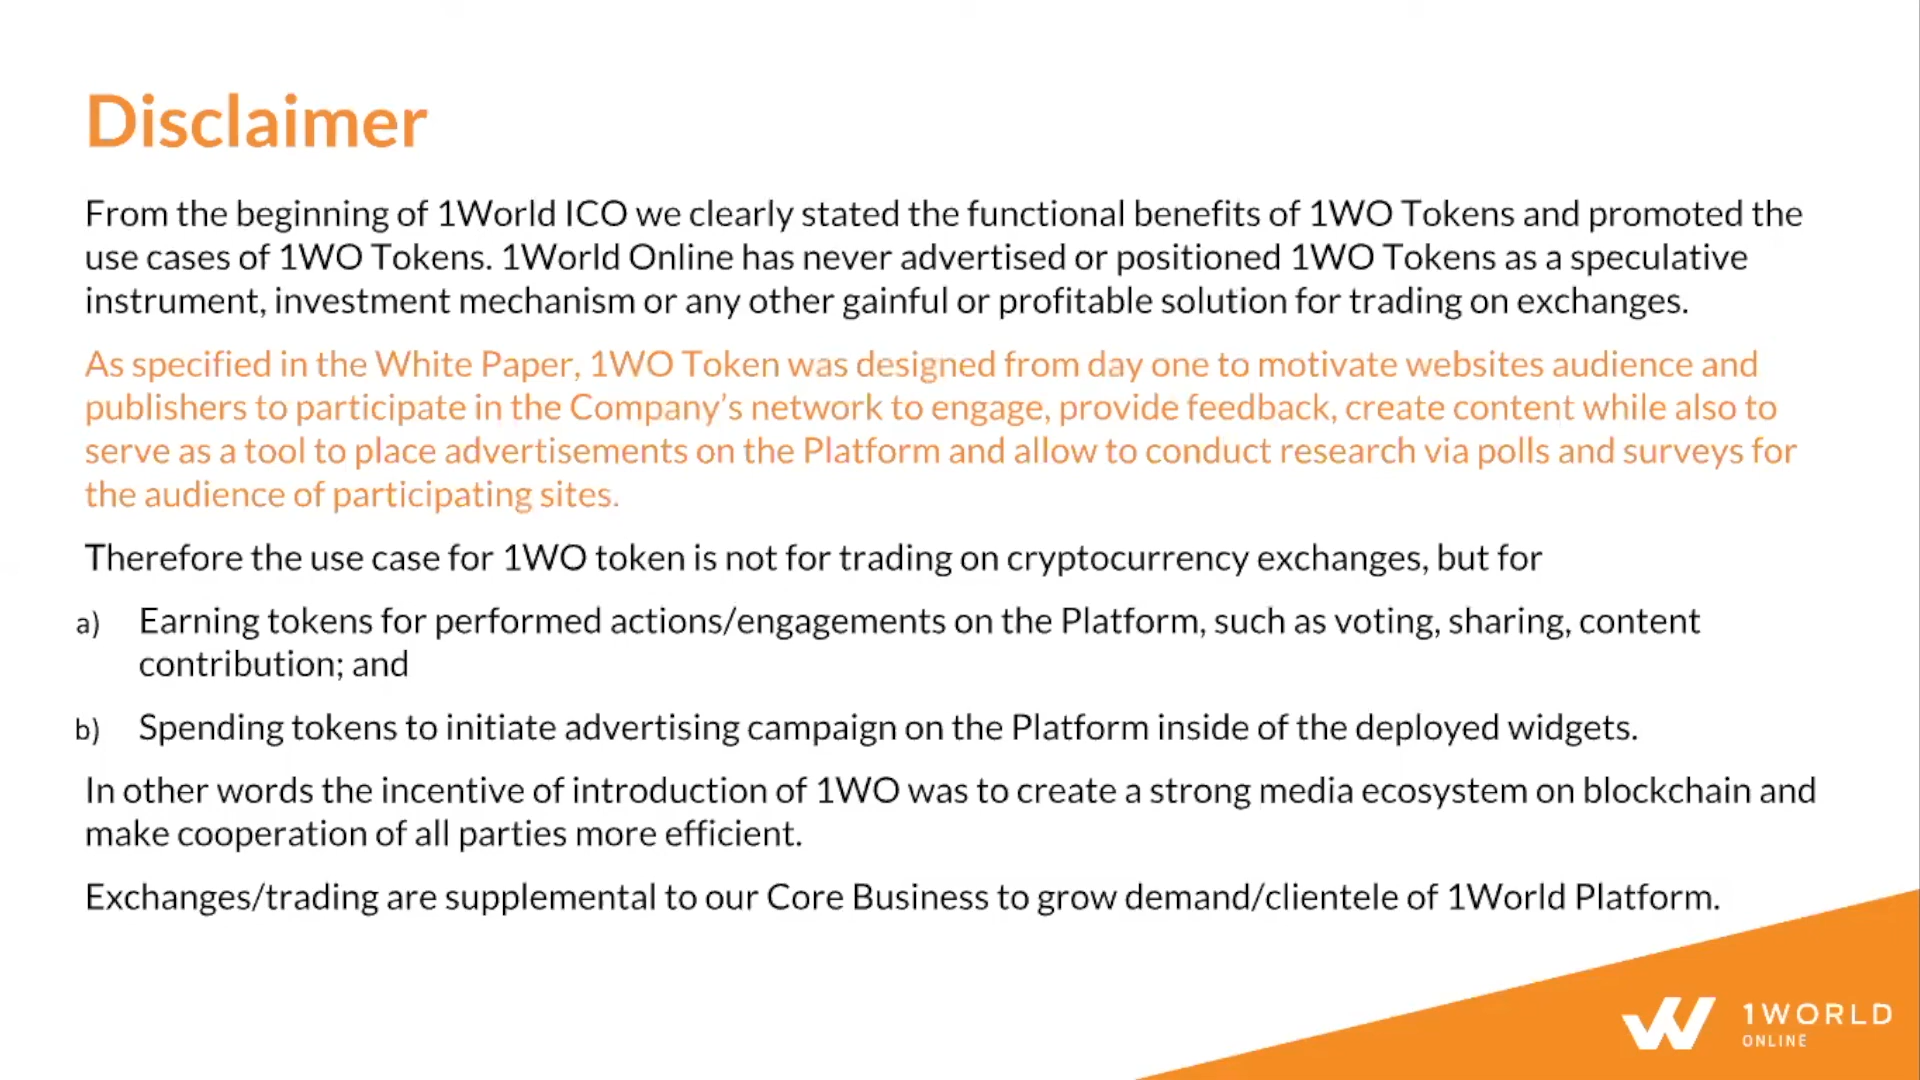 Disclaimer
From the beginning of 1World ICO we clearly stated the functional benefits of 1WO Tokens and promoted the
use cases of 1WO Tokens. 1World Online has never advertised or positioned 1WO Tokens as a speculative
instrument, investment mechanism or any other gainful or profitable solution for trading on exchanges.
As specified in the White Paper, 1WO Token was designed from day one to motivate websites audience and
publishers to participate in the Company’s network to engage, provide feedback, create content while also to
serve as a tool to place advertisements on the Platform and allow to conduct research via polls and surveys for
the audience of participating sites.
Therefore the use case for 1WO token is not for trading on cryptocurrency exchanges, but for
a) Earning tokens for performed actions/engagements on the Platform, such as voting, sharing, content
contribution; and
b) Spending tokens to initiate advertising campaign on the Platform inside of the deployed widgets.
In other words the incentive of introduction of 1WO was to create a strong media ecosystem on blockchain and
make cooperation of all parties more efficient.
Exchanges/trading are supplemental to our Core Business to grow demand/clientele of 1World Platform.
1WORLD
ONLINE